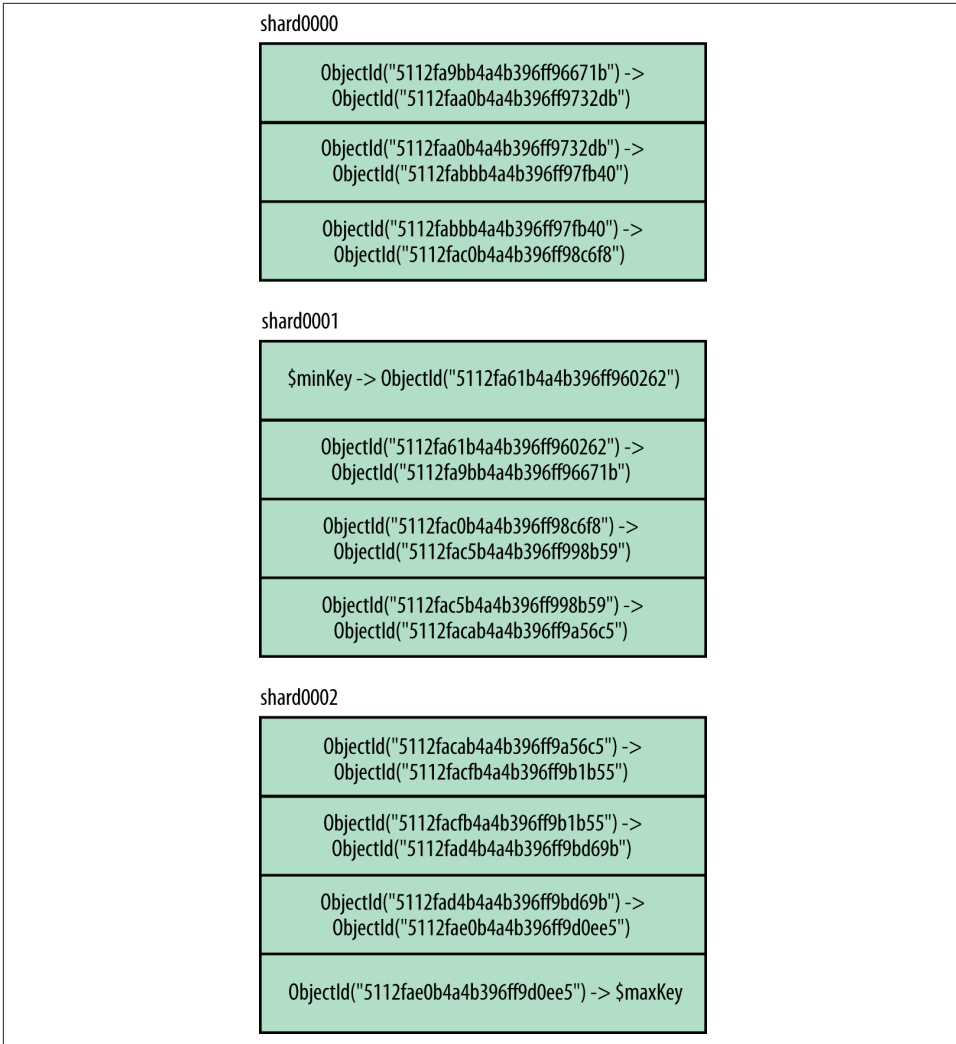 shard0000
ObjectId("5112fa9bb4a4b396ff96671b") ->
ObjectId("5112faa0b4a4b396ff9732db")
ObjectId("5112faa0b4a4b396ff9732db") ->
ObjectId("5112fabbb4a4b396ff97fb40")
ObjectId("5112fabbb4a4b396ff97fb40") ->
ObjectId("5112fac0b4a4b396ff98c6f8")
shard0001
$minKey -> ObjectId("5112fa61b4a4b396ff960262")
ObjectId("5112fa61b4a4b396ff960262") ->
ObjectId("5112fa9bb4a4b396ff96671b")
ObjectId("5112fac0b4a4b396ff98c6f8") ->
ObjectId("5112fac5b4a4b396ff998b59")
ObjectId("5112fac5b4a4b396ff998b59") ->
ObjectId("5112facab4a4b396ff9a56c5")
shard0002
ObjectId("5112facab4a4b396ff9a56c5") ->
ObjectId("5112facfb4a4b396ff9b1b55")
ObjectId("5112facfb4a4b396ff9b1b55") ->
ObjectId("5112fad4b4a4b396ff9bd69b")
ObjectId("5112fad4b4a4b396ff9bd69b") ->
ObjectId("5112fae0b4a4b396ff9d0ee5")
ObjectId("5112fae0b4a4b396ff9d0ee5") -> $maxKey